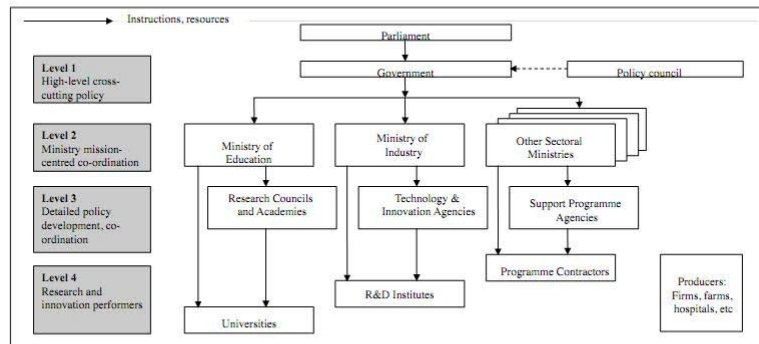 Instructions, resources
Parliament
Level 1
High-level cross-
cutting policy
Government
Policy council
Level 2
Ministry mission-
centred co-ordination
Ministry of
Education
Ministry of
Industry
Other Sectoral
Ministries
Level 3
Detailed policy
development, co-
ordination
Research Councils
and Academies
Technology &
Innovation Agencies
Support Programme
Agencies
Level 4
Research and
innovation performers
Universities
R&D Institutes
Programme Contractors
Producers:
Firms, farms,
hospitals, etc